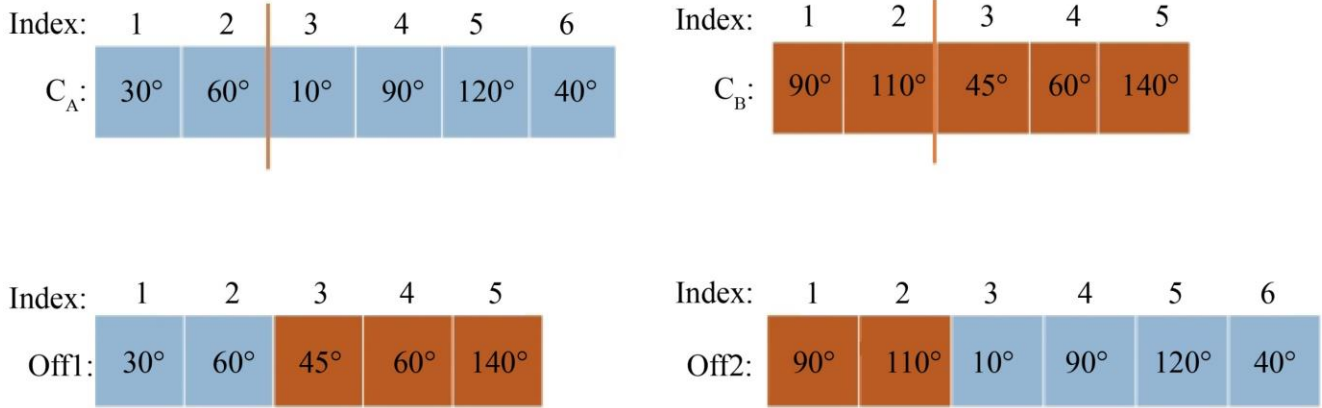 Index: 1 2 3 4 5 6
C_A: 30° 60° 10° 90° 120° 40°
Index: 1 2 3 4 5
C_B: 90° 110° 45° 60° 140°
Index: 1 2 3 4 5
Off1: 30° 60° 45° 60° 140°
Index: 1 2 3 4 5 6
Off2: 90° 110° 10° 90° 120° 40°